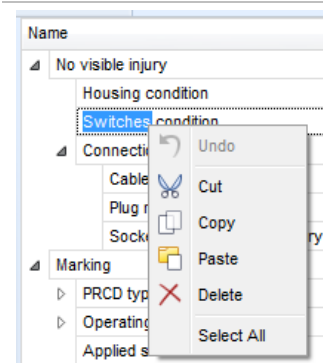 Name
No visible injury
Housing condition
Switches condition
Connecti
Cable
Plug
Socke ry
Marking
PRCD typ
Operating
Applied s
Undo
Cut
Copy
Paste
Delete
Select All